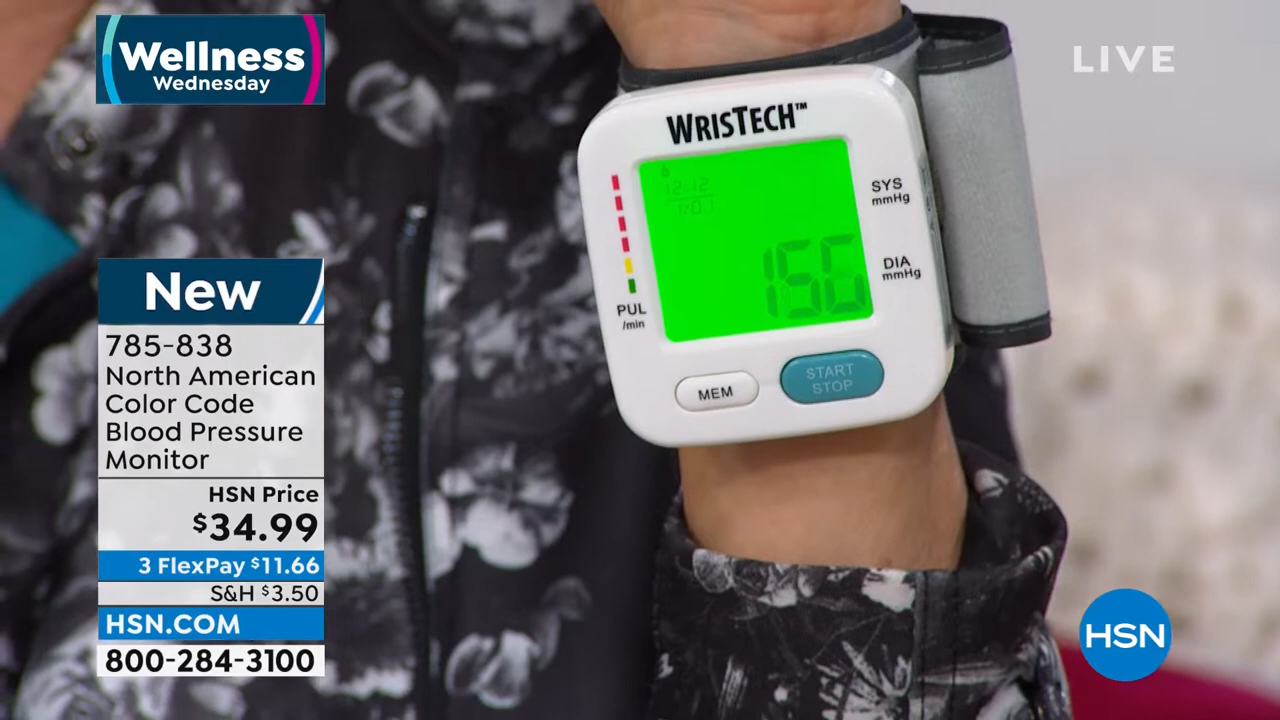 Wellness
Wednesday
LIVE
New
785-838
North American
Color Code
Blood Pressure
Monitor
HSN Price
$34.99
3 FlexPay $11.66
S&H $3.50
HSN.COM
800-284-3100
WRISTECH™
12:12
SYS
mmHg
156
DIA
mmHg
PUL
/min
MEM
START
STOP
HSN